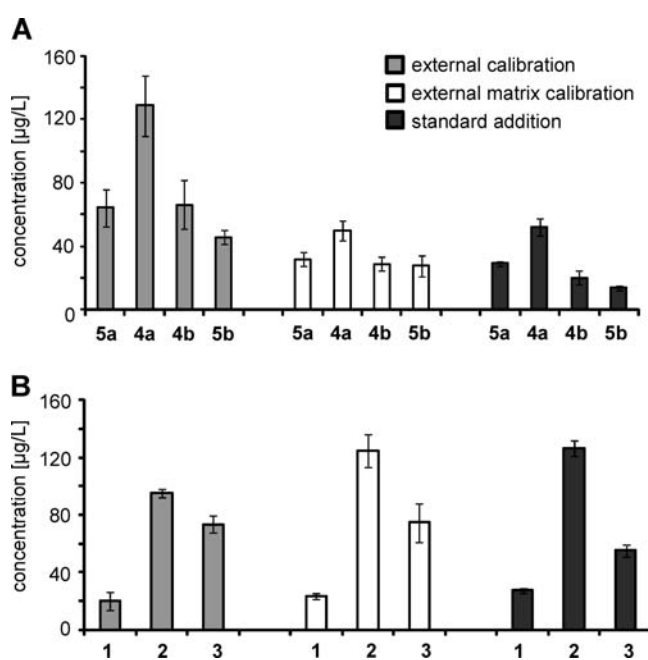 A
160
120
80
40
0
concentration [µg/L]
external calibration
external matrix calibration
standard addition
5a 4a 4b 5b 5a 4a 4b 5b 5a 4a 4b 5b
B
160
120
80
40
0
concentration [µg/L]
1 2 3 1 2 3 1 2 3